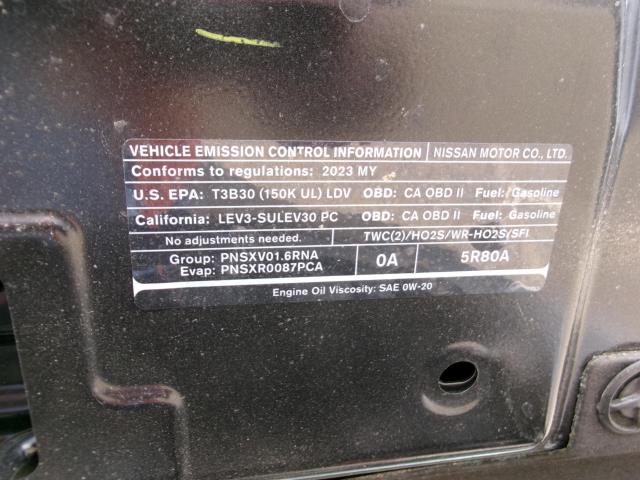 VEHICLE EMISSION CONTROL INFORMATION NISSAN MOTOR CO., LTD.
Conforms to regulations: 2023 MY
U.S. EPA: T3B30 (150K UL) LDV OBD: CA OBD II Fuel: Gasoline
California: LEV3-SULEV30 PC OBD: CA OBD II Fuel: Gasoline
No adjustments needed. TWC(2)/HO2S/WR-HO2S/SFI
Group: PNSXV01.6RNA
Evap: PNSXR0087PCA
0A
5R80A
Engine Oil Viscosity: SAE 0W-20